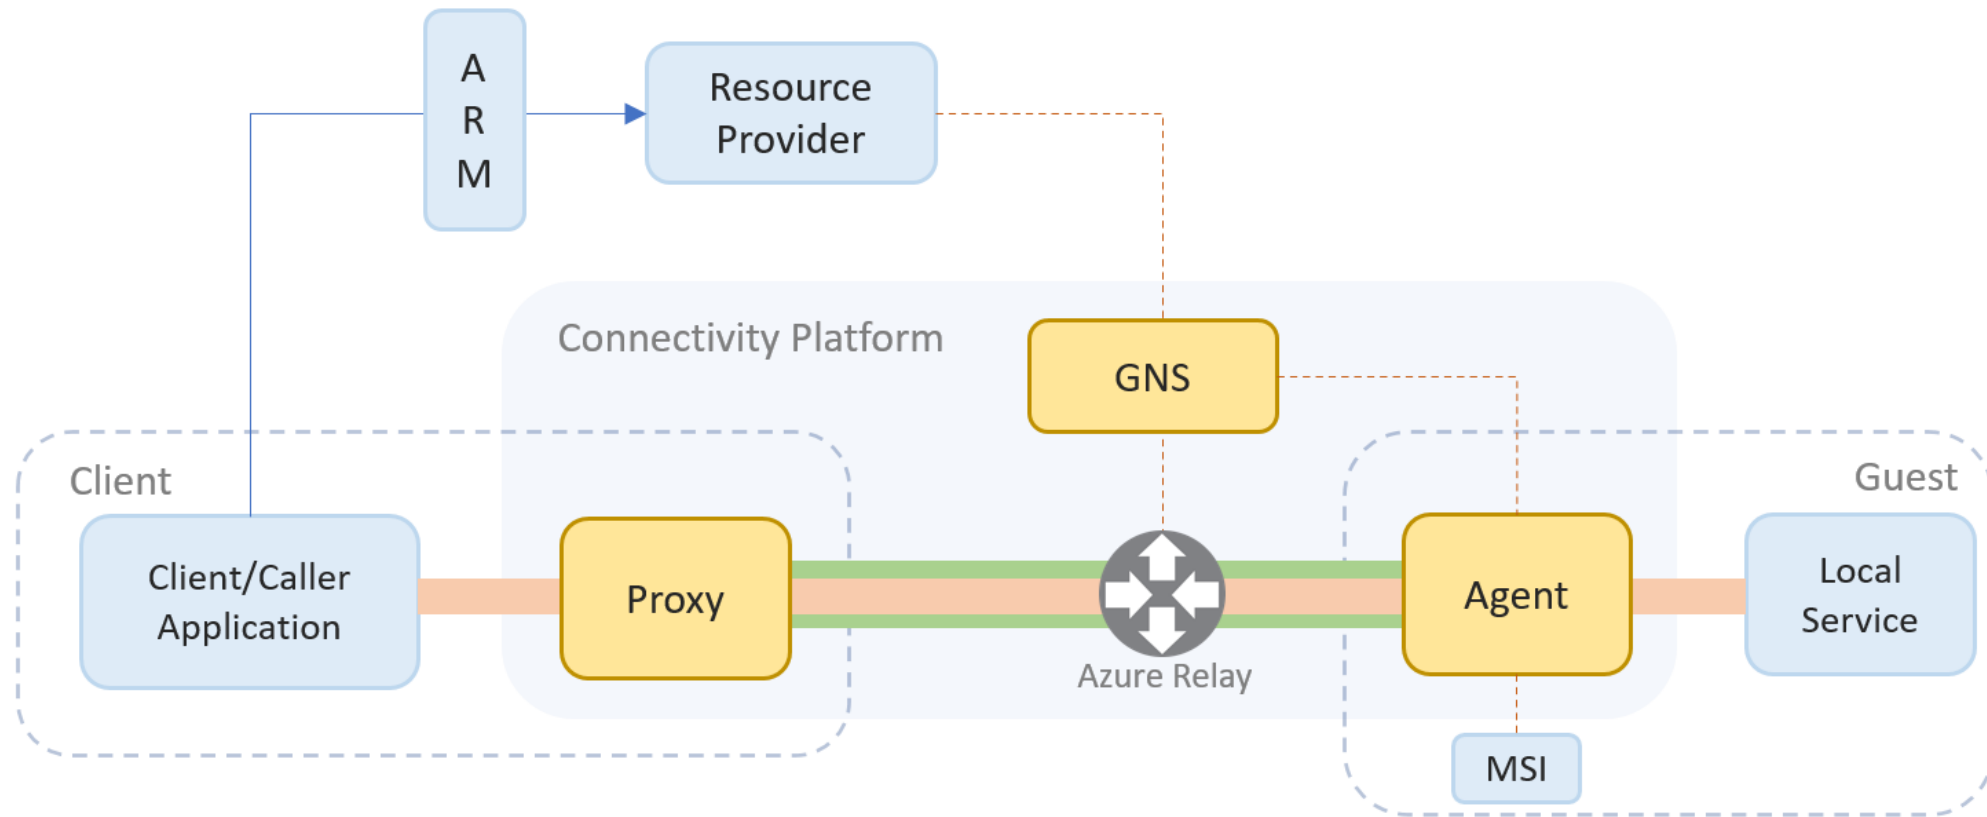 A
R
M
Resource
Provider
Connectivity Platform
GNS
Client
Guest
Client/Caller
Application
Proxy
Azure Relay
Agent
Local
Service
MSI